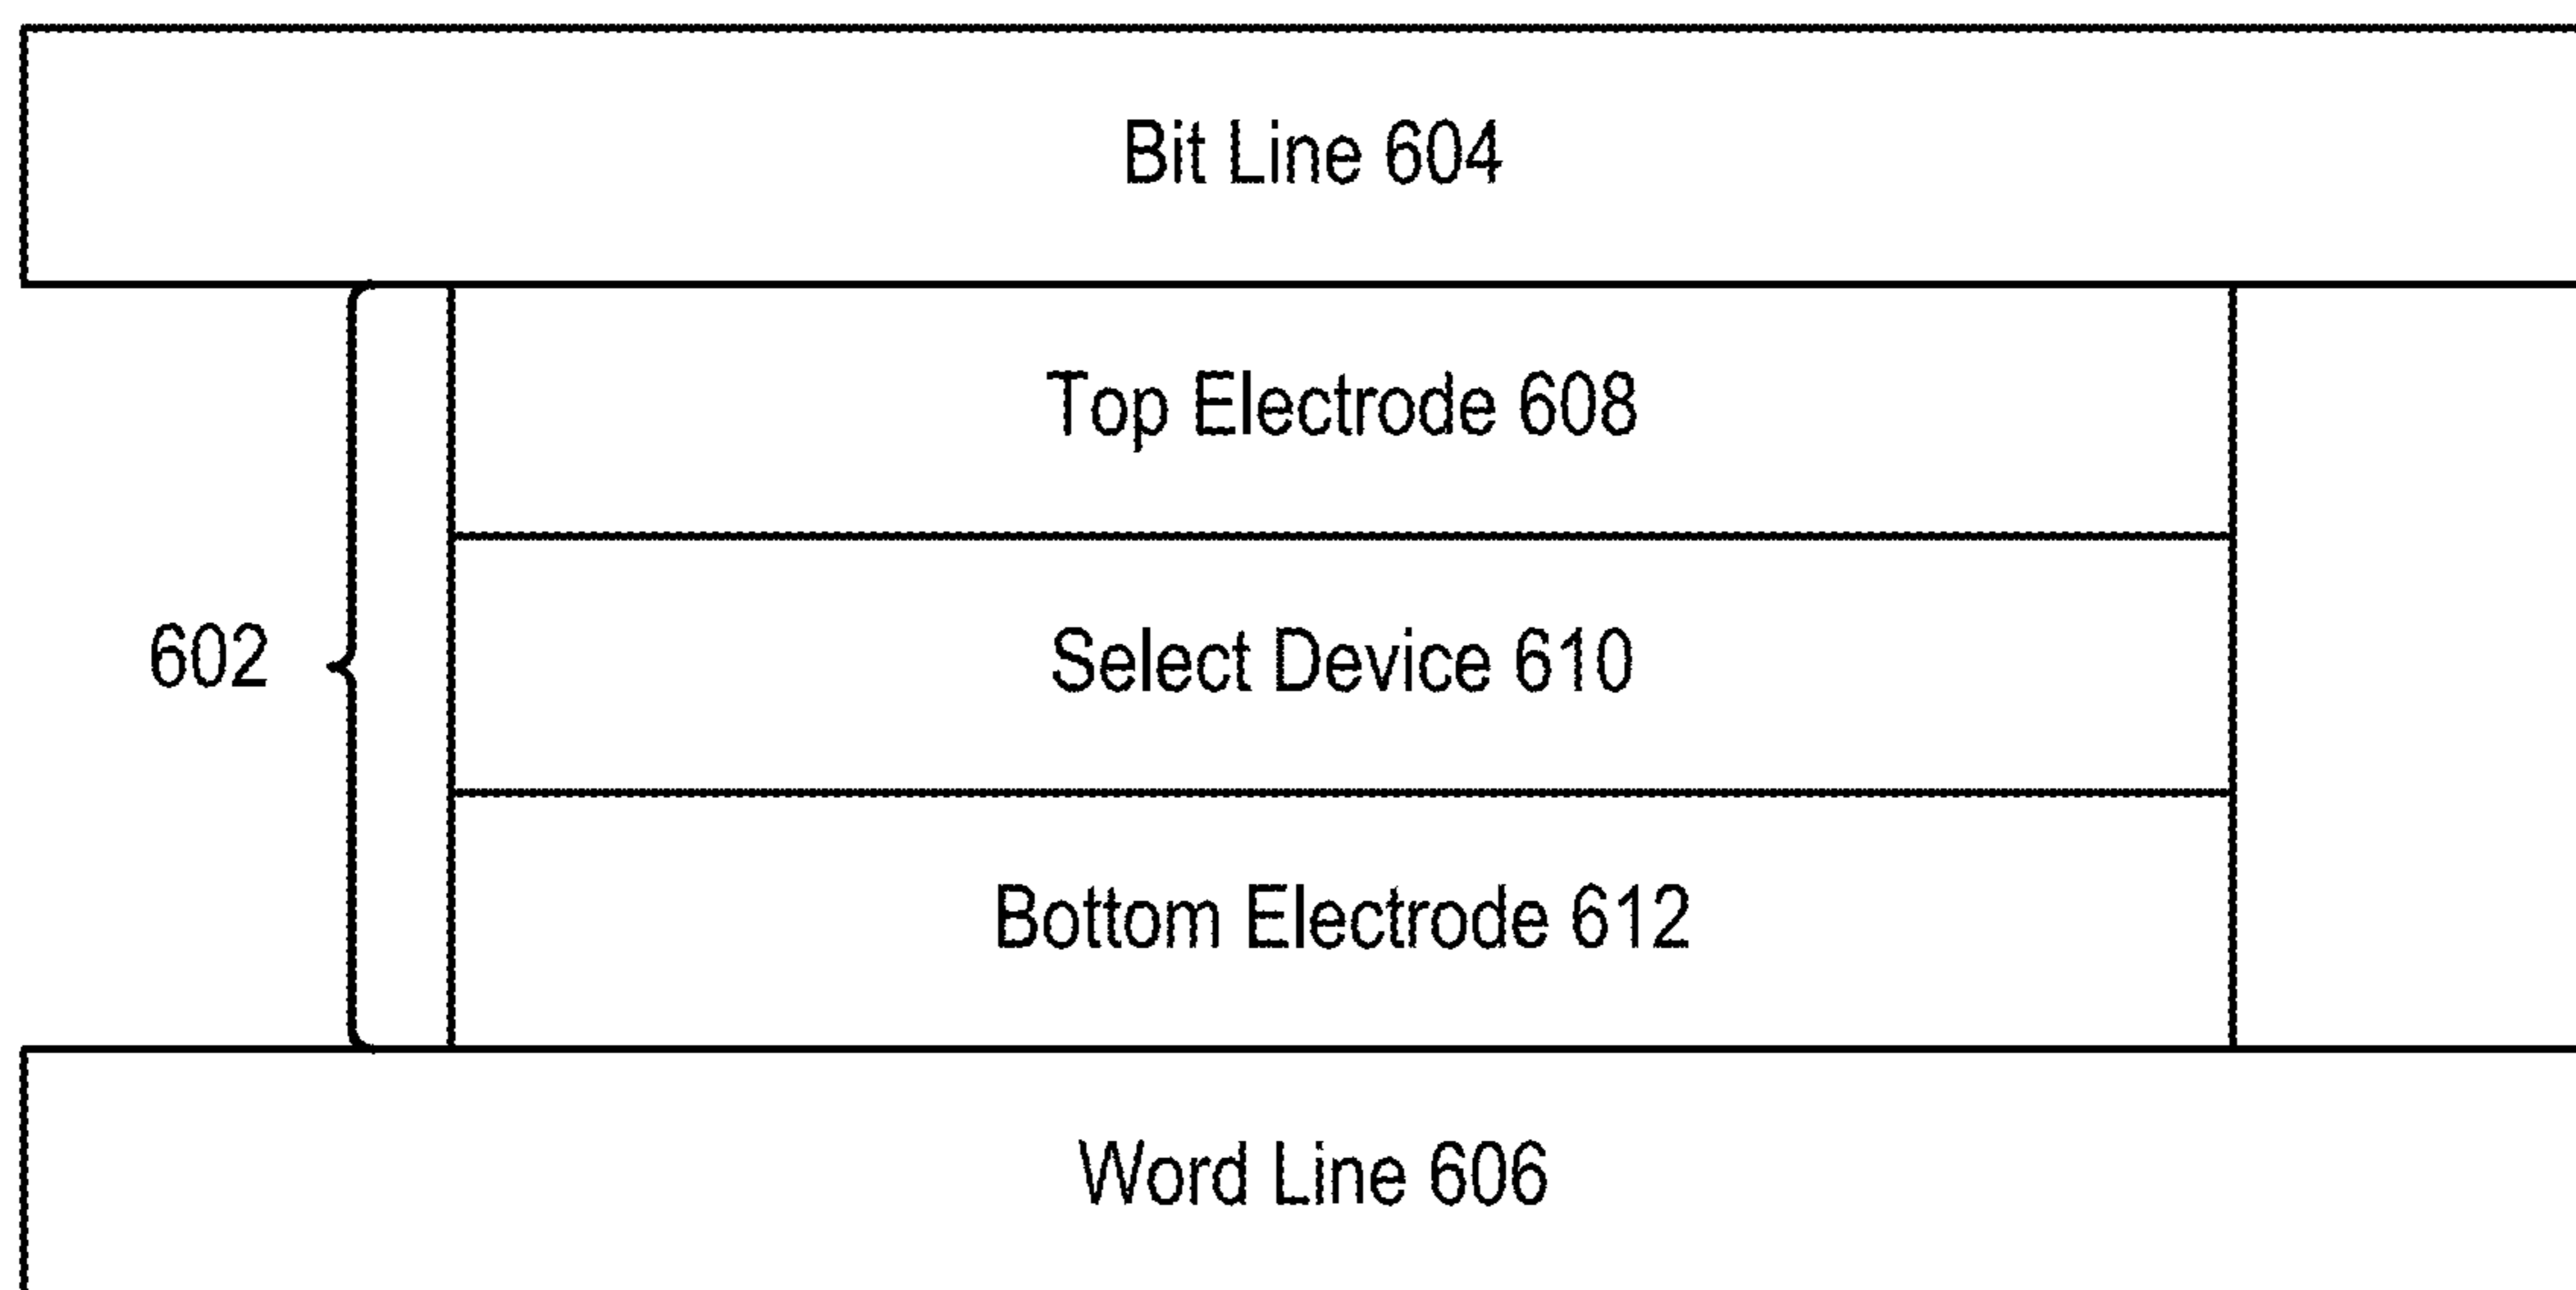 Bit Line 604
Top Electrode 608
602
Select Device 610
Bottom Electrode 612
Word Line 606